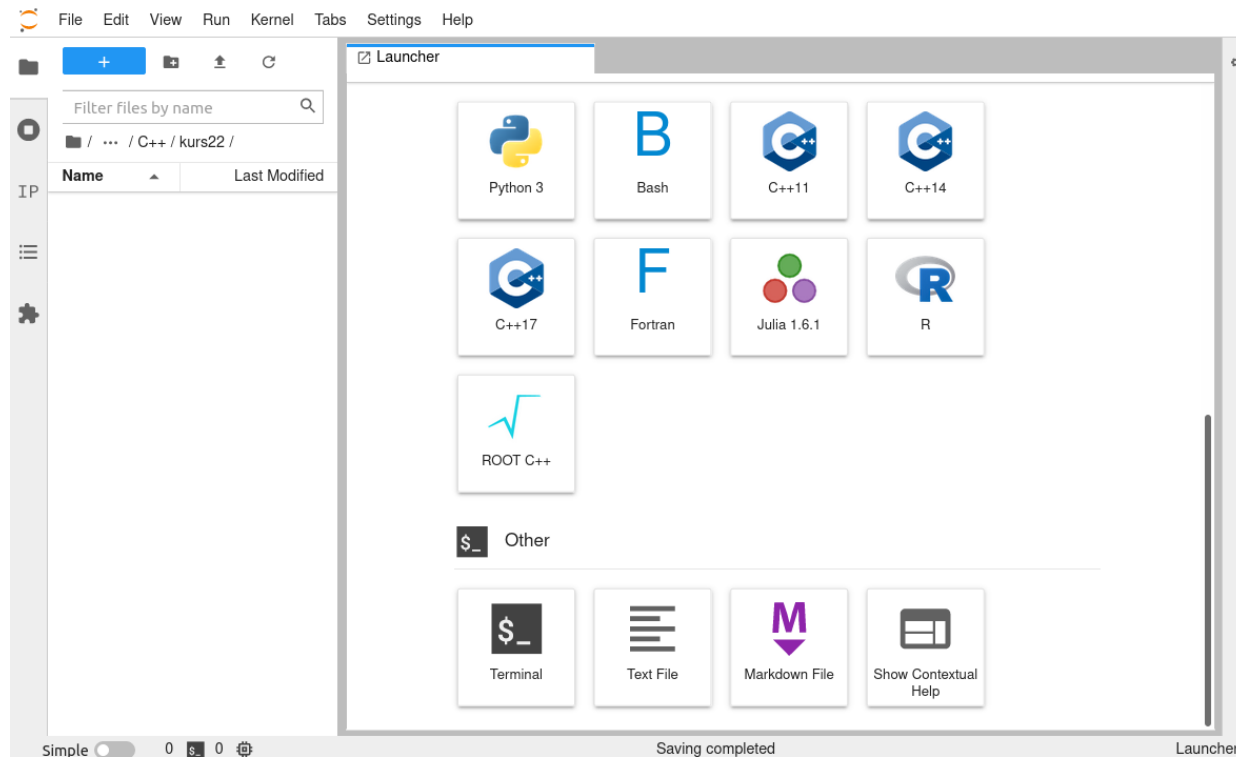 File Edit View Run Kernel Tabs Settings Help
+
Filter files by name
/ ··· / C++ / kurs22 /
Name Last Modified
IP
Launcher
Python 3
B
Bash
C++11
C++14
C++17
F
Fortran
Julia 1.6.1
R
R
ROOT C++
$_ Other
$_
Terminal
Text File
M
Markdown File
Show Contextual
Help
Simple 0 $_ 0 Saving completed Launcher